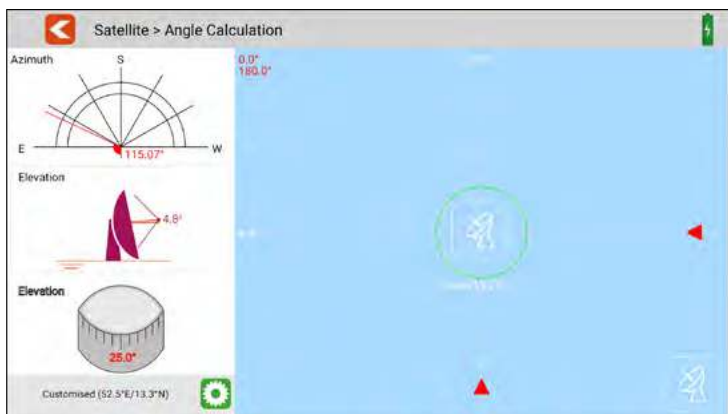 Satellite > Angle Calculation
Azimuth
S
E
W
115.07°
Elevation
4.8°
Elevation
25.0°
Customised (52.5°E/13.3°N)
0.0°
180.0°